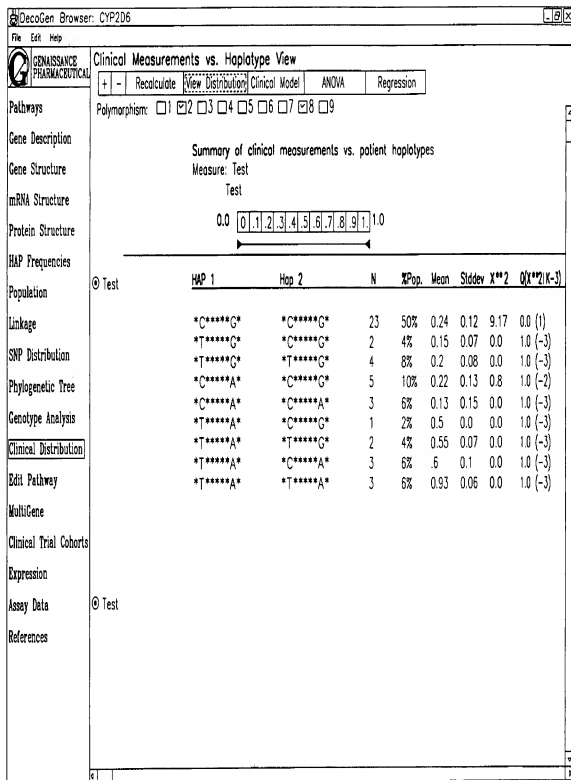 DecoGen Browser: CYP2D6
File Edit Help
GENAISSANCE
PHARMACEUTICAL
Clinical Measurements vs. Haplotype View
+ - Recalculate View Distribution Clinical Model ANOVA Regression
Polymorphism: 1 2 3 4 5 6 7 8 9
Pathways
Gene Description
Gene Structure
mRNA Structure
Protein Structure
HAP Frequencies
Population
Linkage
SNP Distribution
Phylogenetic Tree
Genotype Analysis
Clinical Distribution
Edit Pathway
MultiGene
Clinical Trial Cohorts
Expression
Assay Data
References
Summary of clinical measurements vs. patient haplotypes
Measure: Test
Test
0.0 0 .1 .2 .3 .4 .5 .6 .7 .8 .9 1. 1.0
Test
HAP 1 Hap 2 N %Pop. Mean Stddev X**2 Q(X**2|K-3)
*C*****G* *C*****G* 23 50% 0.24 0.12 9.17 0.0 (1)
*T*****G* *C*****G* 2 4% 0.15 0.07 0.0 1.0 (-3)
*T*****G* *T*****G* 4 8% 0.2 0.08 0.0 1.0 (-3)
*C*****A* *C*****G* 5 10% 0.22 0.13 0.8 1.0 (-2)
*C*****A* *C*****A* 3 6% 0.13 0.15 0.0 1.0 (-3)
*T*****A* *C*****G* 1 2% 0.5 0.0 0.0 1.0 (-3)
*T*****A* *T*****G* 2 4% 0.55 0.07 0.0 1.0 (-3)
*T*****A* *C*****A* 3 6% .6 0.1 0.0 1.0 (-3)
*T*****A* *T*****A* 3 6% 0.93 0.06 0.0 1.0 (-3)
Test